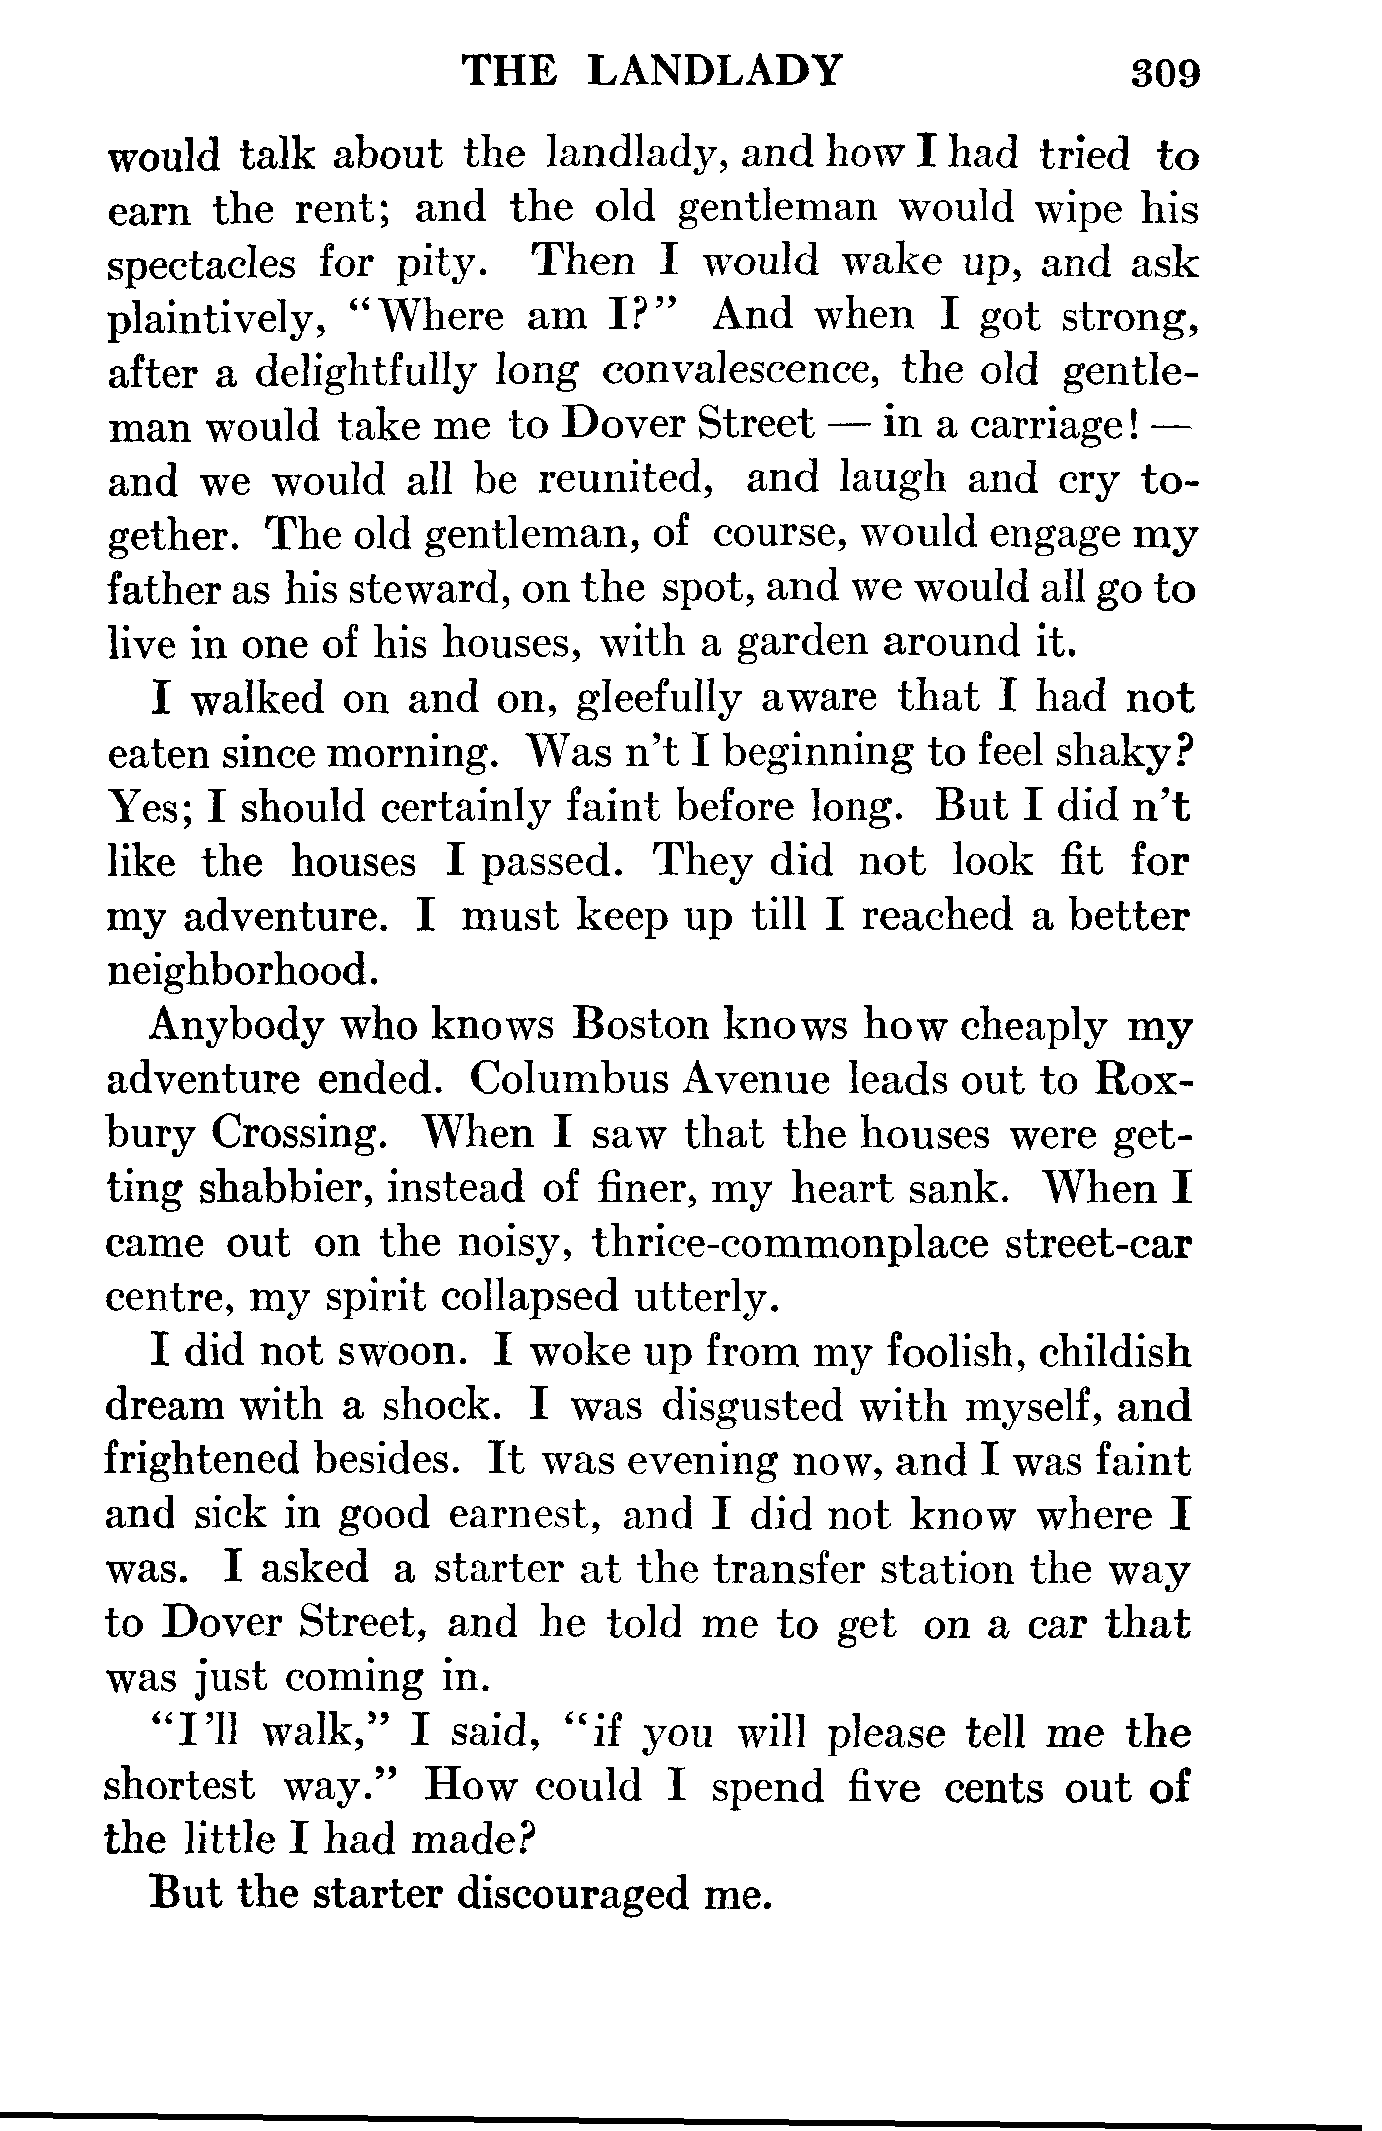 THE LANDLADY 309
would talk about the landlady, and how I had tried to
earn the rent; and the old gentleman would wipe his
spectacles for pity. Then I would wake up, and ask
plaintively, "Where am I?" And when I got strong,
after a delightfully long convalescence, the old gentle-
man would take me to Dover Street — in a carriage! —
and we would all be reunited, and laugh and cry to-
gether. The old gentleman, of course, would engage my
father as his steward, on the spot, and we would all go to
live in one of his houses, with a garden around it.
I walked on and on, gleefully aware that I had not
eaten since morning. Was n't I beginning to feel shaky?
Yes; I should certainly faint before long. But I did n't
like the houses I passed. They did not look fit for
my adventure. I must keep up till I reached a better
neighborhood.
Anybody who knows Boston knows how cheaply my
adventure ended. Columbus Avenue leads out to Rox-
bury Crossing. When I saw that the houses were get-
ting shabbier, instead of finer, my heart sank. When I
came out on the noisy, thrice-commonplace street-car
centre, my spirit collapsed utterly.
I did not swoon. I woke up from my foolish, childish
dream with a shock. I was disgusted with myself, and
frightened besides. It was evening now, and I was faint
and sick in good earnest, and I did not know where I
was. I asked a starter at the transfer station the way
to Dover Street, and he told me to get on a car that
was just coming in.
"I'll walk," I said, "if you will please tell me the
shortest way." How could I spend five cents out of
the little I had made?
But the starter discouraged me.